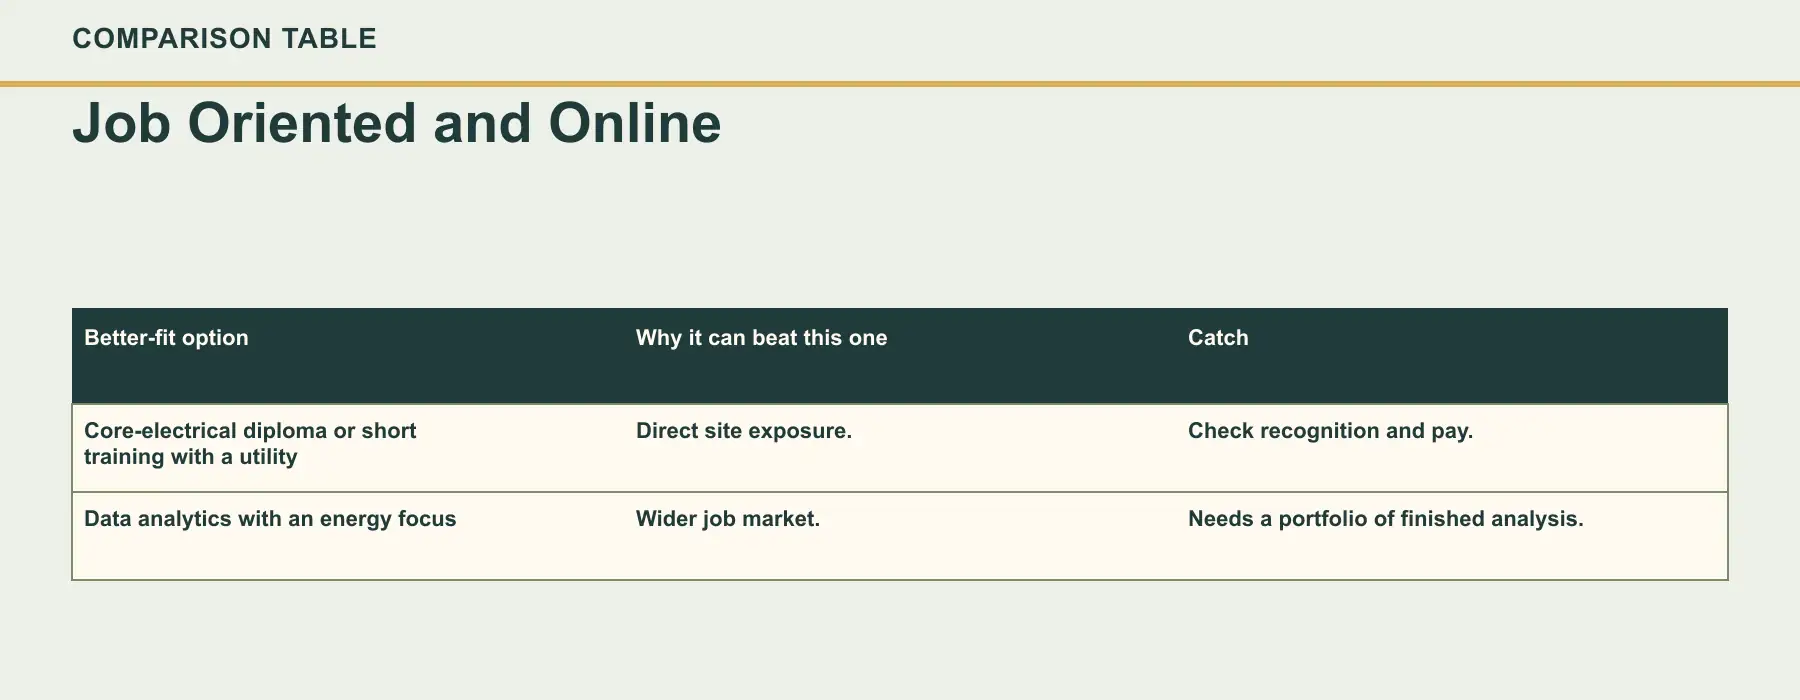 COMPARISON TABLE
Job Oriented and Online
Better-fit option
Why it can beat this one
Catch
Core-electrical diploma or short
training with a utility
Direct site exposure.
Check recognition and pay.
Data analytics with an energy focus
Wider job market.
Needs a portfolio of finished analysis.